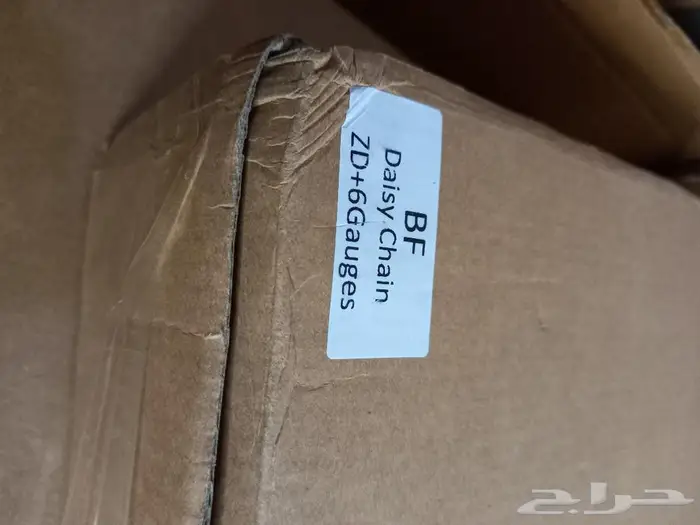 BF
Daisy Chain
ZD+6Gauges
حراج